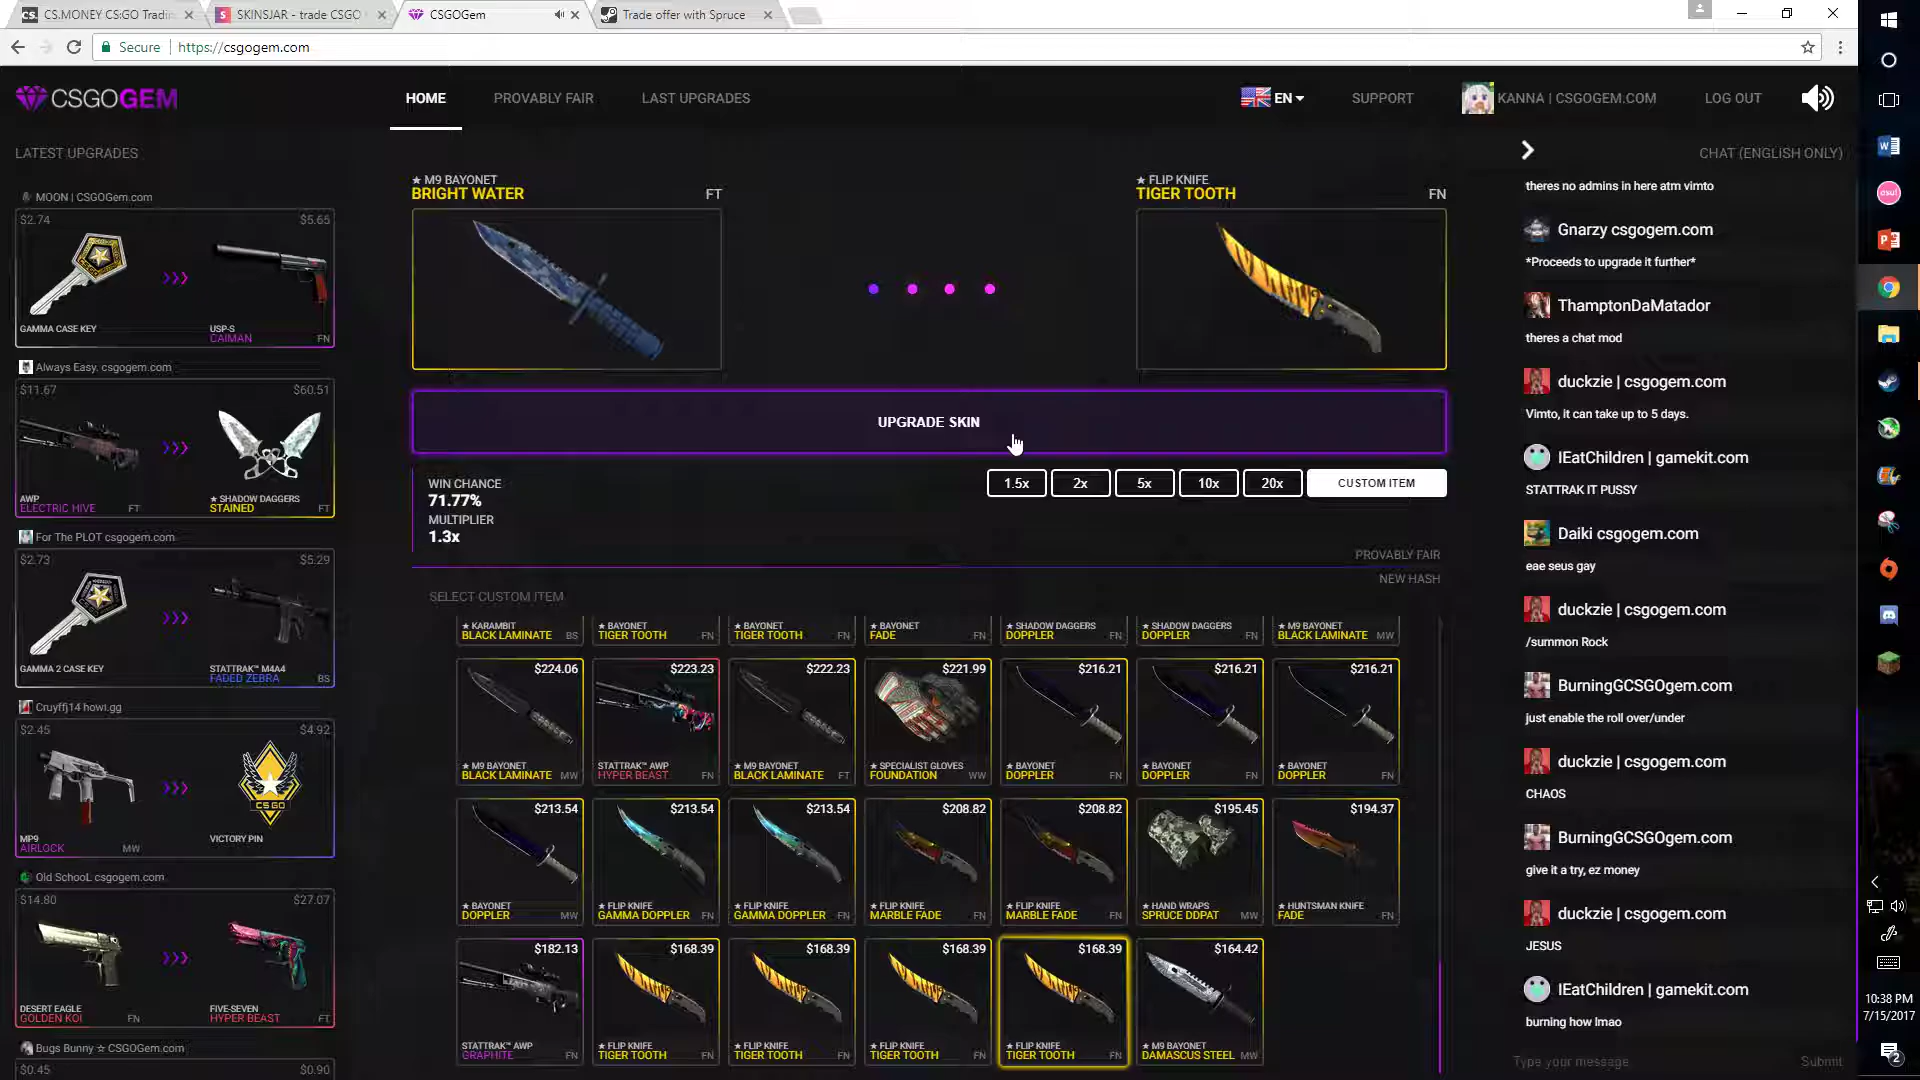 CS.MONEY CS:GO Tradin
SKINSJAR - trade CSGO
CSGOGem
Trade offer with Spruce
Secure
https://csgogem.com
CSGOGEM
HOME
PROVABLY FAIR
LAST UPGRADES
EN
SUPPORT
KANNA | CSGOGEM.COM
LOG OUT
LATEST UPGRADES
MOON | CSGOGem.com
$2.74
$5.65
GAMMA CASE KEY
USP-S
CAIMAN
FN
Always Easy. csgogem.com
$11.67
$60.51
AWP
ELECTRIC HIVE
FT
★ SHADOW DAGGERS
STAINED
FT
For The PLOT csgogem.com
$2.73
$5.29
GAMMA 2 CASE KEY
STATTRAK™ M4A4
FADED ZEBRA
BS
Cruyffj14 howl.gg
$2.45
$4.92
MP9
AIRLOCK
MW
CS GO
VICTORY PIN
Old SchooL csgogem.com
$14.80
$27.07
DESERT EAGLE
GOLDEN KOI
FN
FIVE-SEVEN
HYPER BEAST
FT
Bugs Bunny ☆ CSGOGem.com
$0.45
$0.90
★ M9 BAYONET
BRIGHT WATER
FT
★ FLIP KNIFE
TIGER TOOTH
FN
UPGRADE SKIN
WIN CHANCE
71.77%
MULTIPLIER
1.3x
1.5x
2x
5x
10x
20x
CUSTOM ITEM
PROVABLY FAIR
NEW HASH
SELECT CUSTOM ITEM
★ KARAMBIT
BLACK LAMINATE
BS
★ BAYONET
TIGER TOOTH
FN
★ BAYONET
TIGER TOOTH
FN
★ BAYONET
FADE
FN
★ SHADOW DAGGERS
DOPPLER
FN
★ SHADOW DAGGERS
DOPPLER
FN
★ M9 BAYONET
BLACK LAMINATE
MW
$224.06
★ M9 BAYONET
BLACK LAMINATE
MW
$223.23
STATTRAK™ AWP
HYPER BEAST
FN
$222.23
★ M9 BAYONET
BLACK LAMINATE
FT
$221.99
★ SPECIALIST GLOVES
FOUNDATION
WW
$216.21
★ BAYONET
DOPPLER
FN
$216.21
★ BAYONET
DOPPLER
FN
$216.21
★ BAYONET
DOPPLER
FN
$213.54
★ BAYONET
DOPPLER
MW
$213.54
★ FLIP KNIFE
GAMMA DOPPLER
FN
$213.54
★ FLIP KNIFE
GAMMA DOPPLER
FN
$208.82
★ FLIP KNIFE
MARBLE FADE
FN
$208.82
★ FLIP KNIFE
MARBLE FADE
FN
$195.45
★ HAND WRAPS
SPRUCE DDPAT
MW
$194.37
★ HUNTSMAN KNIFE
FADE
FN
$182.13
STATTRAK™ AWP
GRAPHITE
FN
$168.39
★ FLIP KNIFE
TIGER TOOTH
FN
$168.39
★ FLIP KNIFE
TIGER TOOTH
FN
$168.39
★ FLIP KNIFE
TIGER TOOTH
FN
$168.39
★ FLIP KNIFE
TIGER TOOTH
FN
$164.42
★ M9 BAYONET
DAMASCUS STEEL
MW
CHAT (ENGLISH ONLY)
theres no admins in here atm vimto
Gnarzy csgogem.com
*Proceeds to upgrade it further*
ThamptonDaMatador
theres a chat mod
duckzie | csgogem.com
Vimto, it can take up to 5 days.
IEatChildren | gamekit.com
STATTRAK IT PUSSY
Daiki csgogem.com
eae seus gay
duckzie | csgogem.com
/summon Rock
BurningGCSGOgem.com
just enable the roll over/under
duckzie | csgogem.com
CHAOS
BurningGCSGOgem.com
give it a try, ez money
duckzie | csgogem.com
JESUS
IEatChildren | gamekit.com
burning how lmao
Type your message
Submit
osu!
10:38 PM
7/15/2017
2